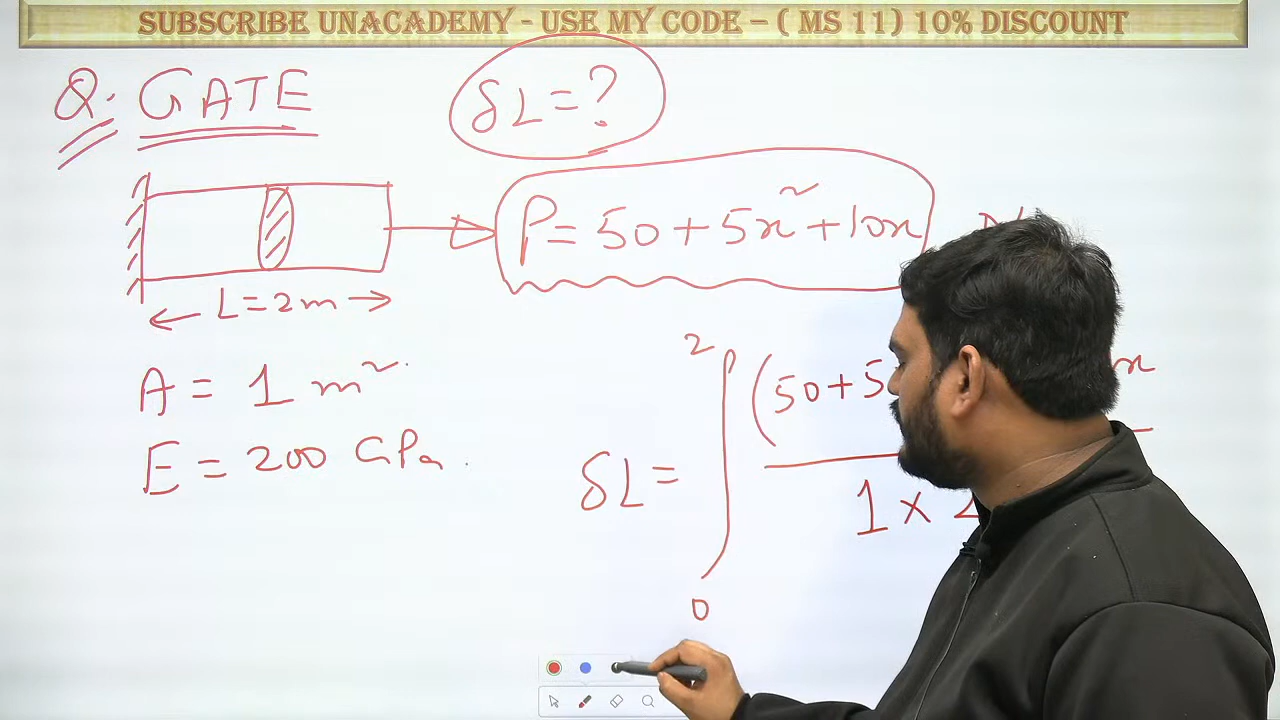 SUBSCRIBE UNACADEMY - USE MY CODE – ( MS 11) 10% DISCOUNT
Q. GATE
δL = ?
P = 50 + 5x² + 10x
L = 2m
A = 1 m².
E = 200 GPa.
2
(50 + 5
δL = ∫
1 ×
0